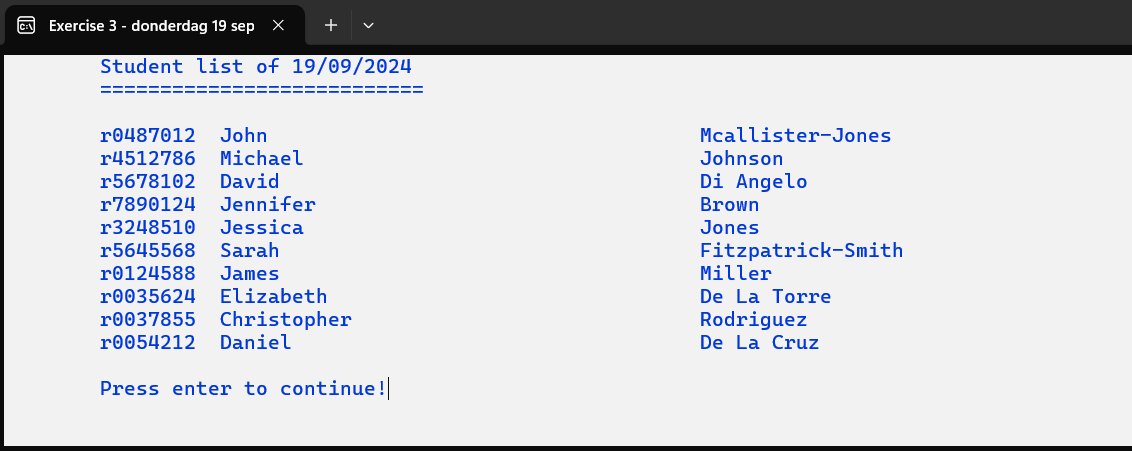 Exercise 3 - donderdag 19 sep
Student list of 19/09/2024
===========================
r0487012  John  Mcallister-Jones
r4512786  Michael  Johnson
r5678102  David  Di Angelo
r7890124  Jennifer  Brown
r3248510  Jessica  Jones
r5645568  Sarah  Fitzpatrick-Smith
r0124588  James  Miller
r0035624  Elizabeth  De La Torre
r0037855  Christopher  Rodriguez
r0054212  Daniel  De La Cruz
Press enter to continue!